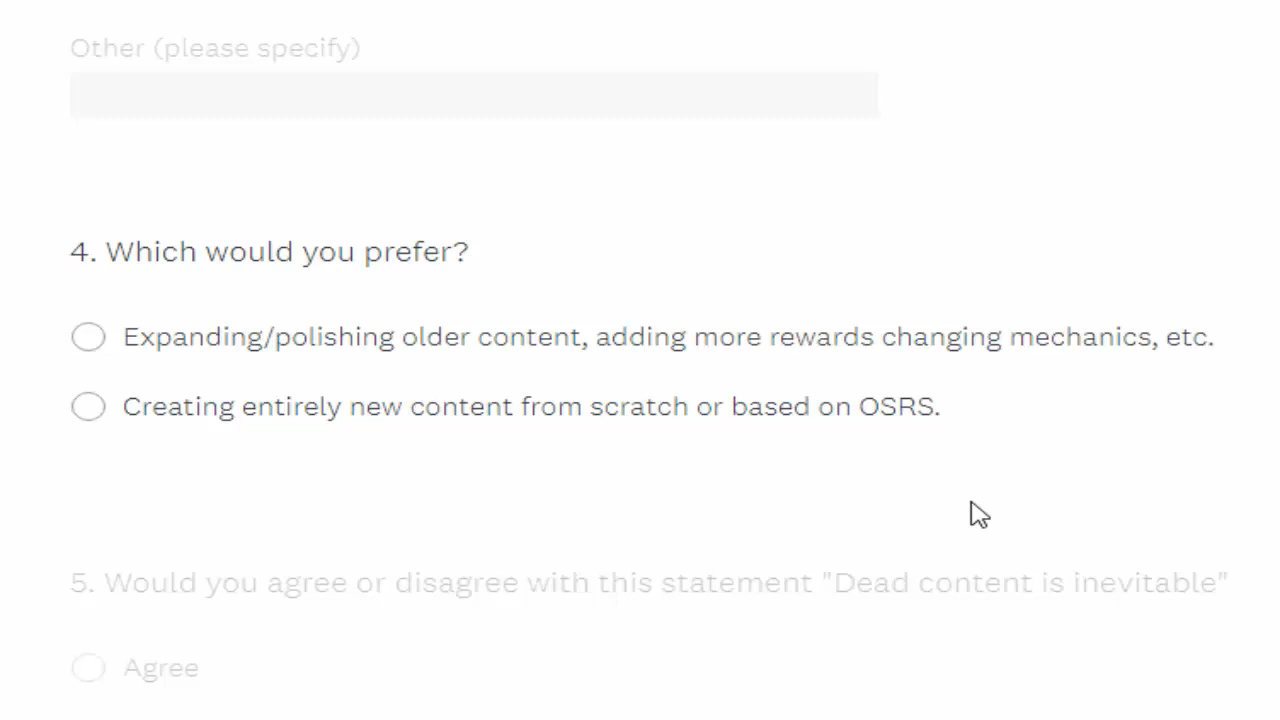 Other (please specify)
4. Which would you prefer?
Expanding/polishing older content, adding more rewards changing mechanics, etc.
Creating entirely new content from scratch or based on OSRS.
5. Would you agree or disagree with this statement "Dead content is inevitable"
Agree